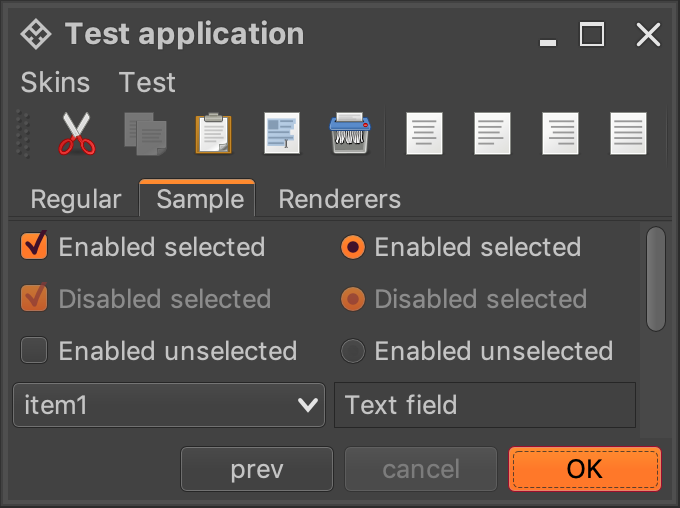 Test application
Skins Test
Regular Sample Renderers
Enabled selected Enabled selected
Disabled selected Disabled selected
Enabled unselected Enabled unselected
item1 Text field
prev cancel OK